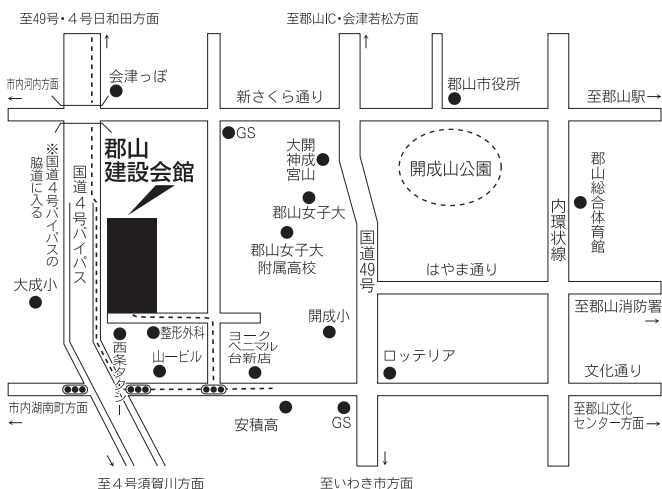 至49号・４号日和田方面
至郡山IC・会津若松方面
↑
↑
市内河内方面
←
会津っぽ
新さくら通り
郡山市役所
至郡山駅→
GS
郡山
建設会館
※国道４号バイパスの
脇道に入る
国道４号バイパス
大開
神成
宮山
開成山公園
郡山女子大
郡山女子大
附属高校
国道49号
内環状線
郡山総合体育館
はやま通り
大成小
至郡山消防署
→
整形外科
西条タクシー
山一ビル
ヨーク
ベニマル
台新店
開成小
ロッテリア
文化通り
市内湖南町方面
←
安積高
GS
至郡山文化
センター方面→
↓
至４号須賀川方面
↓
至いわき市方面